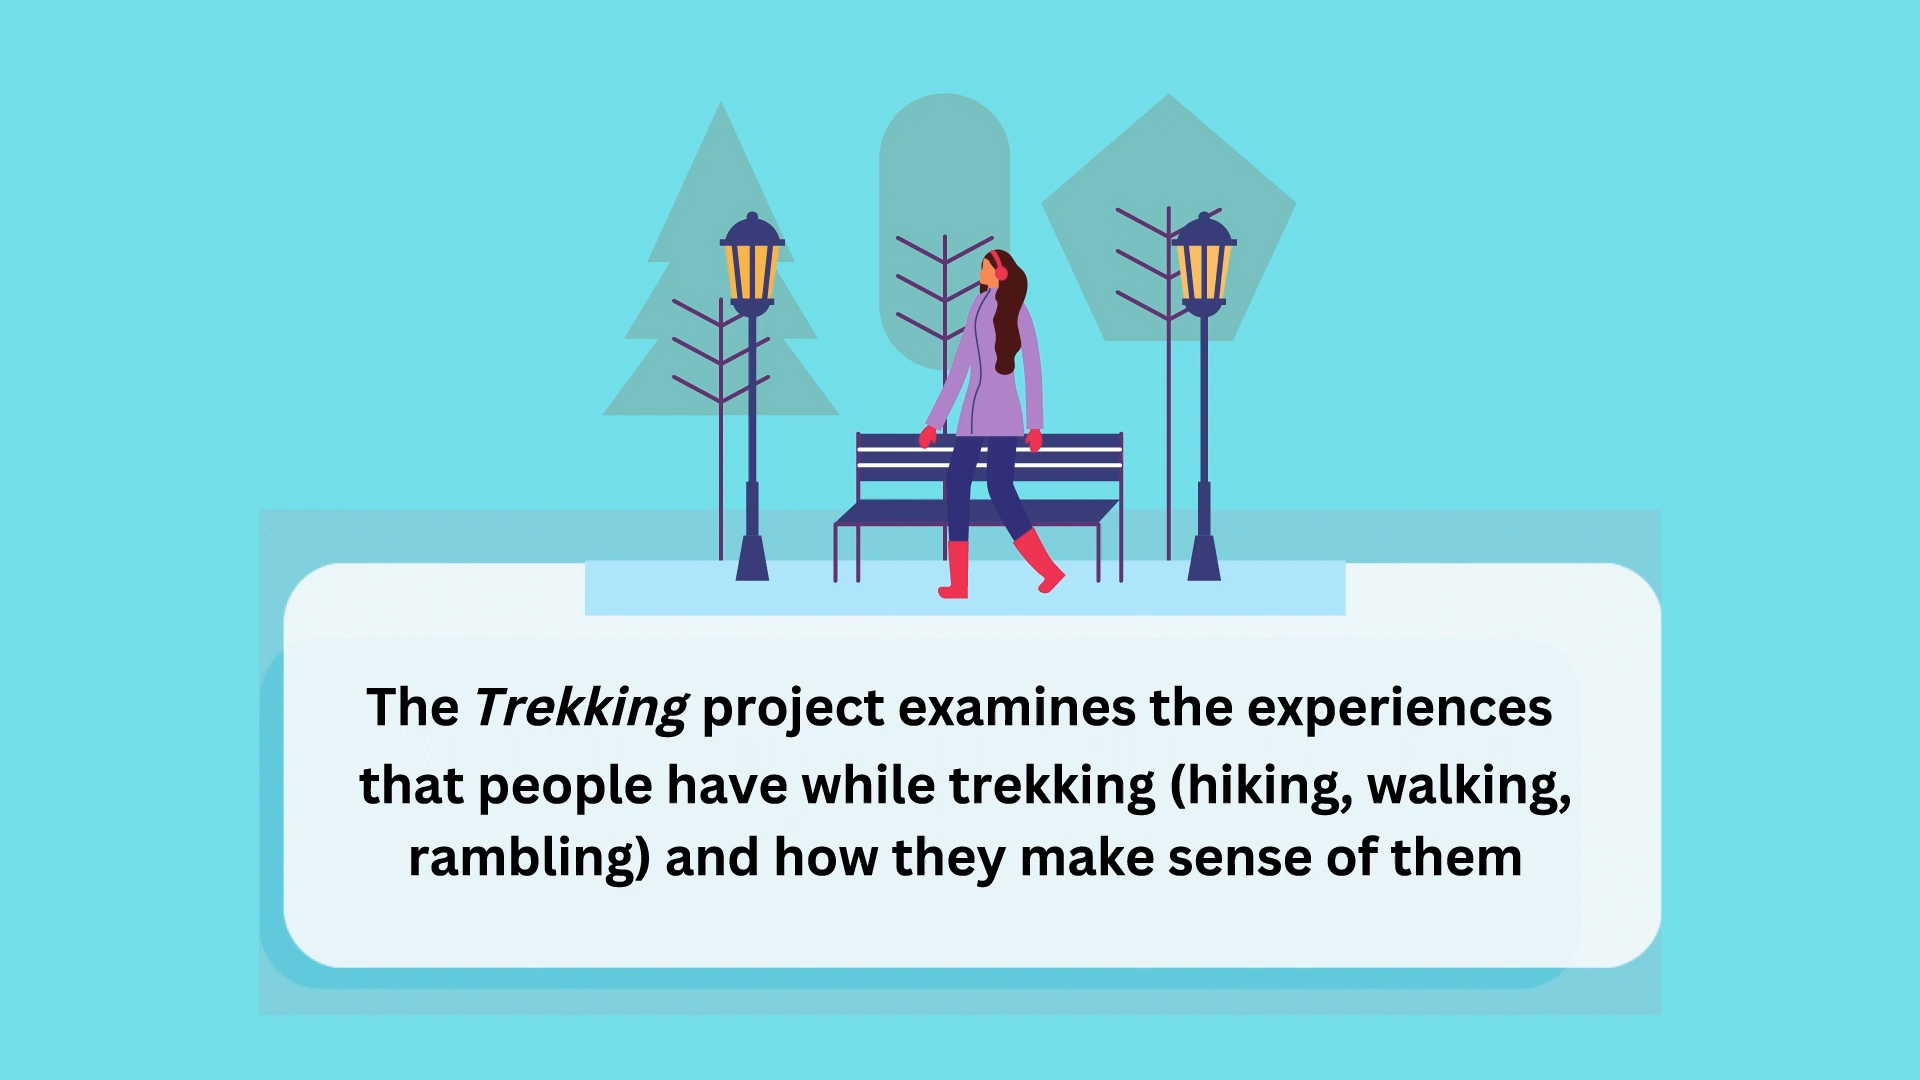 The Trekking project examines the experiences
that people have while trekking (hiking, walking,
rambling) and how they make sense of them